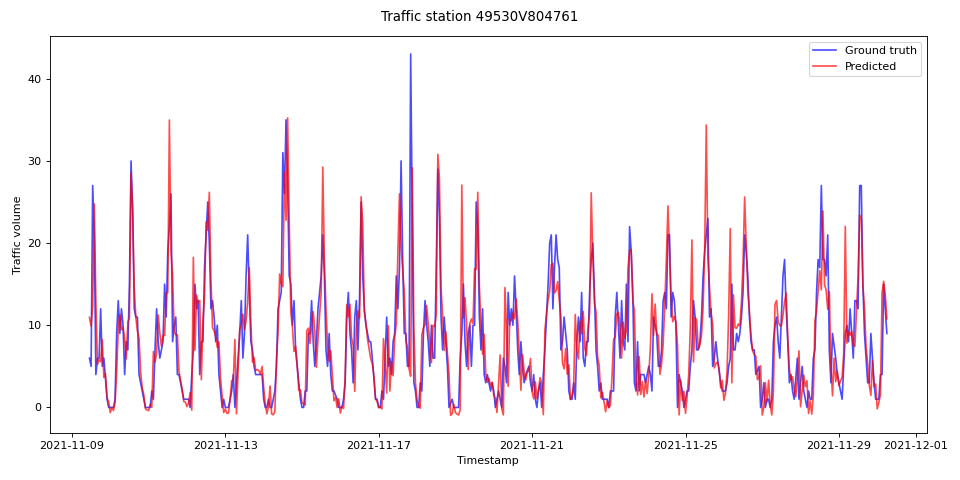 Traffic station 49530V804761
Ground truth
Predicted
Traffic volume
40
30
20
10
0
2021-11-09
2021-11-13
2021-11-17
2021-11-21
2021-11-25
2021-11-29
2021-12-01
Timestamp